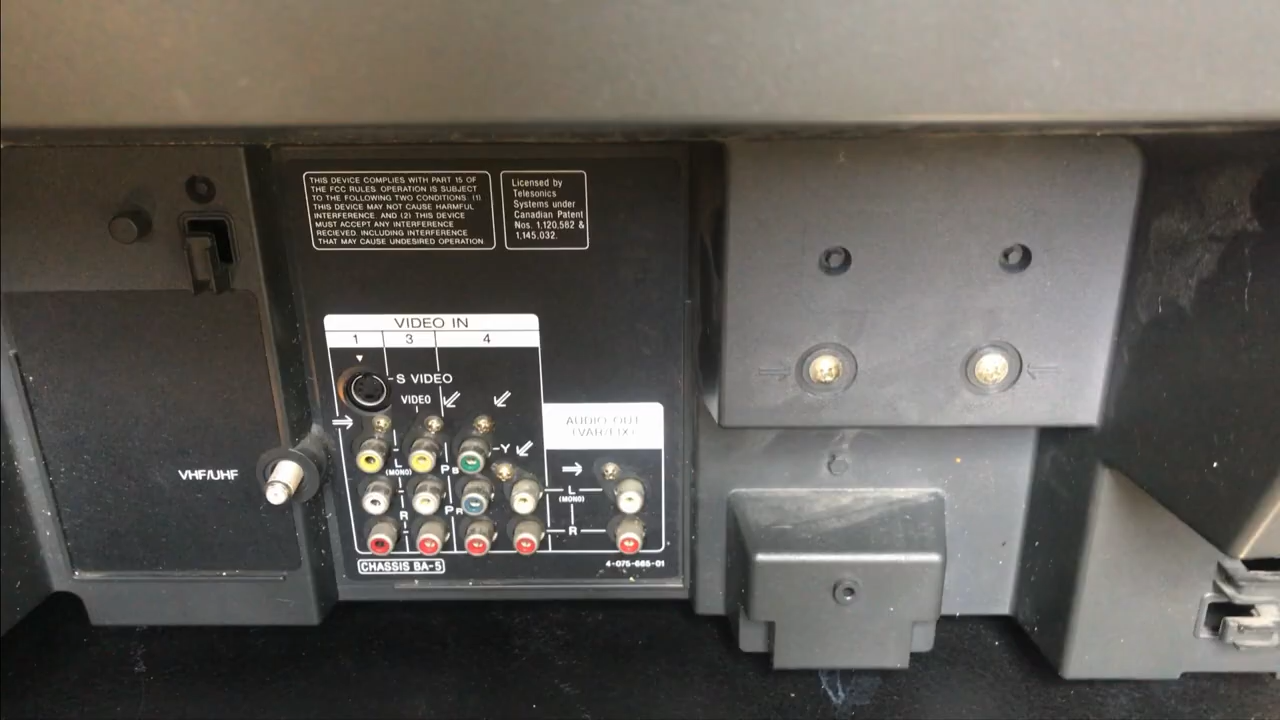 THIS DEVICE COMPLIES WITH PART 15 OF
THE FCC RULES. OPERATION IS SUBJECT
TO THE FOLLOWING TWO CONDITIONS. (1)
THIS DEVICE MAY NOT CAUSE HARMFUL
INTERFERENCE, AND (2) THIS DEVICE
MUST ACCEPT ANY INTERFERENCE
RECIEVED, INCLUDING INTERFERENCE
THAT MAY CAUSE UNDESIRED OPERATION.
Licensed by
Telesonics
Systems under
Canadian Patent
Nos. 1,120,562 &
1,145,032.
VIDEO IN
1 3 4
S VIDEO
VIDEO
AUDIO OUT
(VAR/FIX)
Y
L
(MONO)
PB
VHF/UHF
L
(MONO)
R
PR
R
CHASSIS BA-5
4-075-665-01